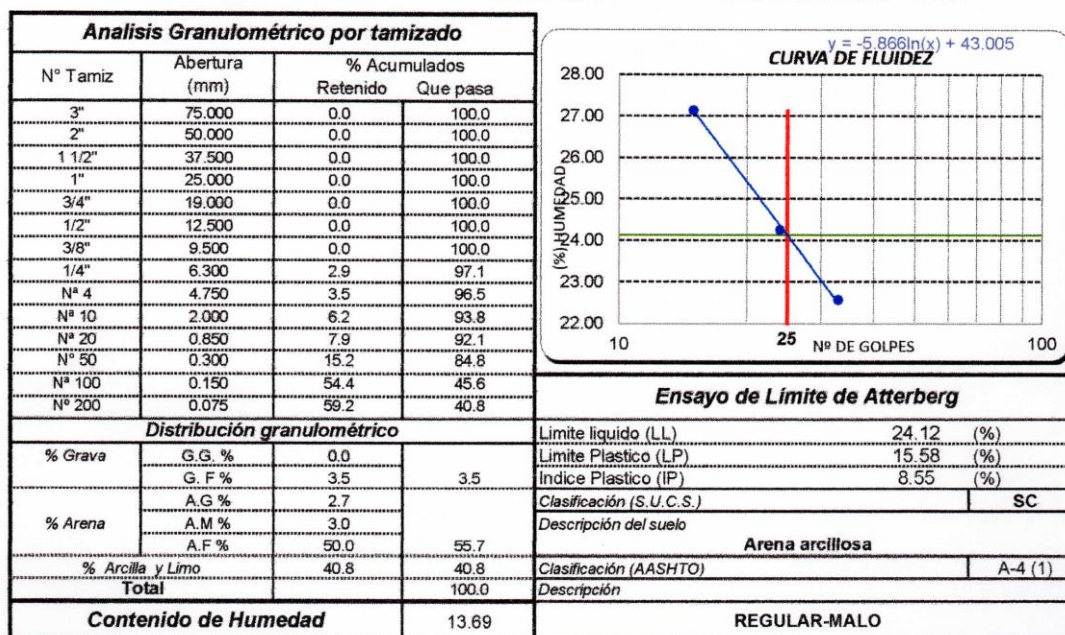 Analisis Granulométrico por tamizado
N° Tamiz Abertura (mm) % Acumulados
Retenido Que pasa
3" 75.000 0.0 100.0
2" 50.000 0.0 100.0
1 1/2" 37.500 0.0 100.0
1" 25.000 0.0 100.0
3/4" 19.000 0.0 100.0
1/2" 12.500 0.0 100.0
3/8" 9.500 0.0 100.0
1/4" 6.300 2.9 97.1
Nª 4 4.750 3.5 96.5
Nª 10 2.000 6.2 93.8
Nª 20 0.850 7.9 92.1
N° 50 0.300 15.2 84.8
Nª 100 0.150 54.4 45.6
Nº 200 0.075 59.2 40.8
Distribución granulométrico
% Grava G.G. % 0.0
G. F % 3.5 3.5
% Arena A.G % 2.7
A.M % 3.0
A.F % 50.0 55.7
% Arcilla y Limo 40.8 40.8
Total 100.0
Contenido de Humedad 13.69
y = -5.866ln(x) + 43.005
CURVA DE FLUIDEZ
(%) HUMEDAD
28.00
27.00
26.00
25.00
24.00
23.00
22.00
10 25 Nº DE GOLPES 100
Ensayo de Límite de Atterberg
Limite liquido (LL) 24.12 (%)
Limite Plastico (LP) 15.58 (%)
Indice Plastico (IP) 8.55 (%)
Clasificación (S.U.C.S.) SC
Descripción del suelo
Arena arcillosa
Clasificación (AASHTO) A-4 (1)
Descripción
REGULAR-MALO